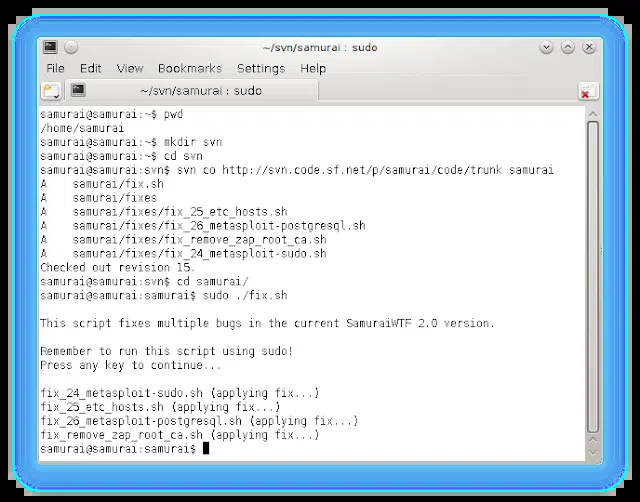 ~/svn/samurai : sudo
File Edit View Bookmarks Settings Help
~/svn/samurai : sudo
samurai@samurai:~$ pwd
/home/samurai
samurai@samurai:~$ mkdir svn
samurai@samurai:~$ cd svn
samurai@samurai:svn$ svn co http://svn.code.sf.net/p/samurai/code/trunk samurai
A    samurai/fix.sh
A    samurai/fixes
A    samurai/fixes/fix_25_etc_hosts.sh
A    samurai/fixes/fix_26_metasploit-postgresql.sh
A    samurai/fixes/fix_remove_zap_root_ca.sh
A    samurai/fixes/fix_24_metasploit-sudo.sh
Checked out revision 15.
samurai@samurai:svn$ cd samurai/
samurai@samurai:samurai$ sudo ./fix.sh
This script fixes multiple bugs in the current SamuraiWTF 2.0 version.
Remember to run this script using sudo!
Press any key to continue...
fix_24_metasploit-sudo.sh (applying fix...)
fix_25_etc_hosts.sh (applying fix...)
fix_26_metasploit-postgresql.sh (applying fix...)
fix_remove_zap_root_ca.sh (applying fix...)
samurai@samurai:samurai$